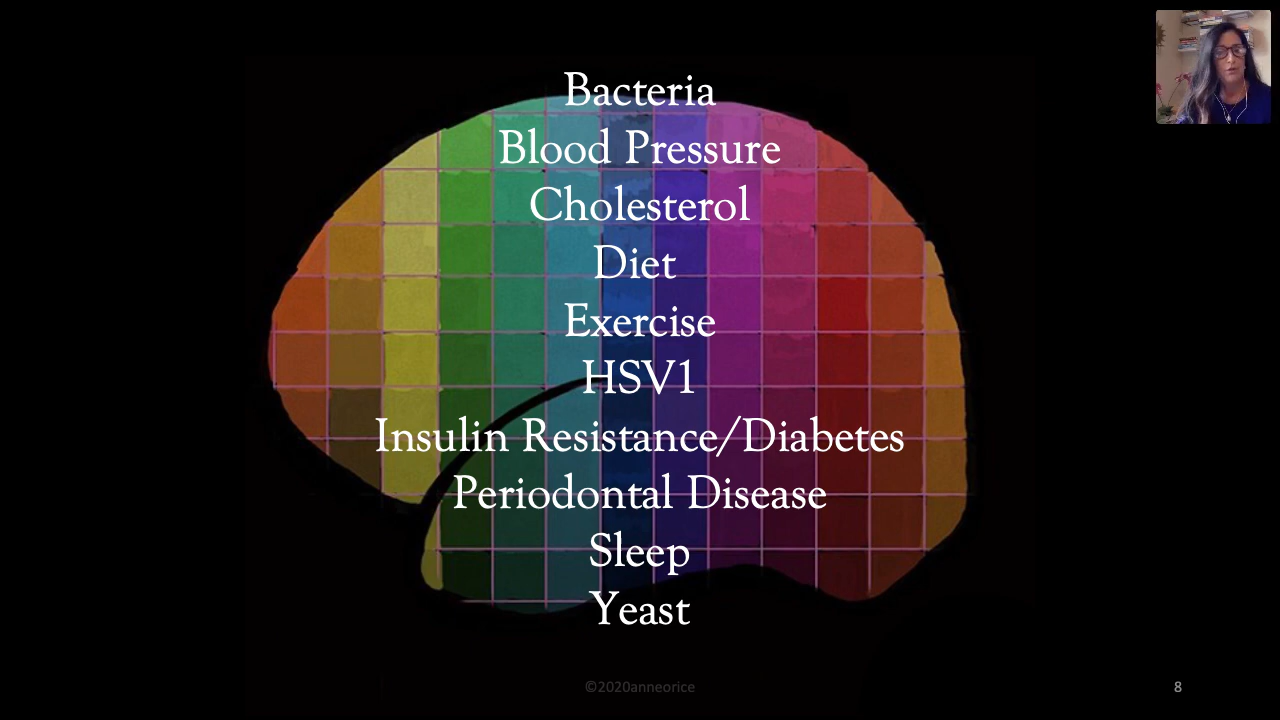 Bacteria
Blood Pressure
Cholesterol
Diet
Exercise
HSV1
Insulin Resistance/Diabetes
Periodontal Disease
Sleep
Yeast
©2020anneorice
8